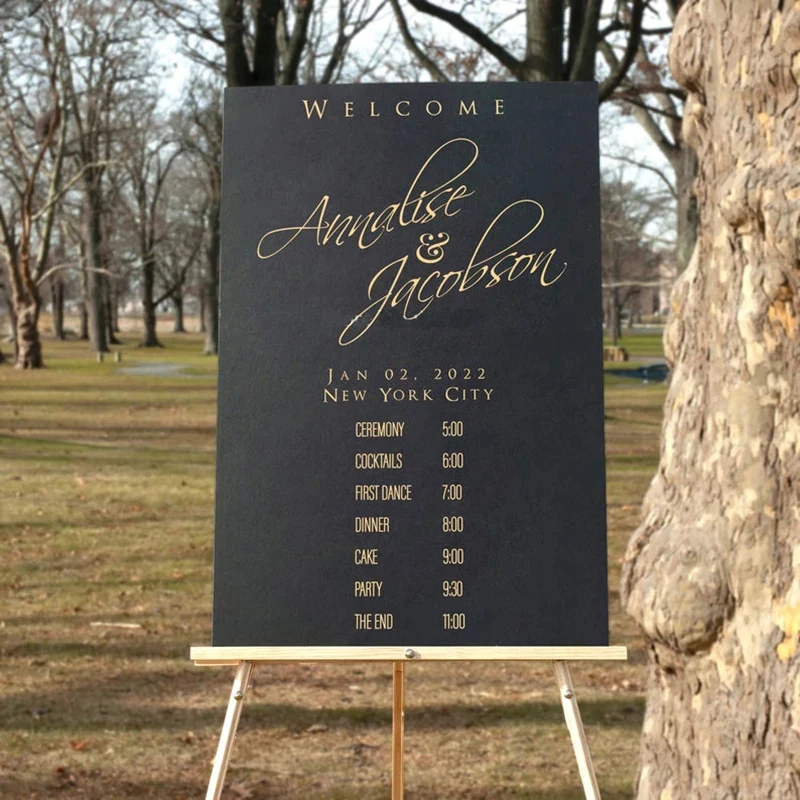 WELCOME
Annalise
&
Jacobson
JAN 02, 2022
NEW YORK CITY
CEREMONY 5:00
COCKTAILS 6:00
FIRST DANCE 7:00
DINNER 8:00
CAKE 9:00
PARTY 9:30
THE END 11:00